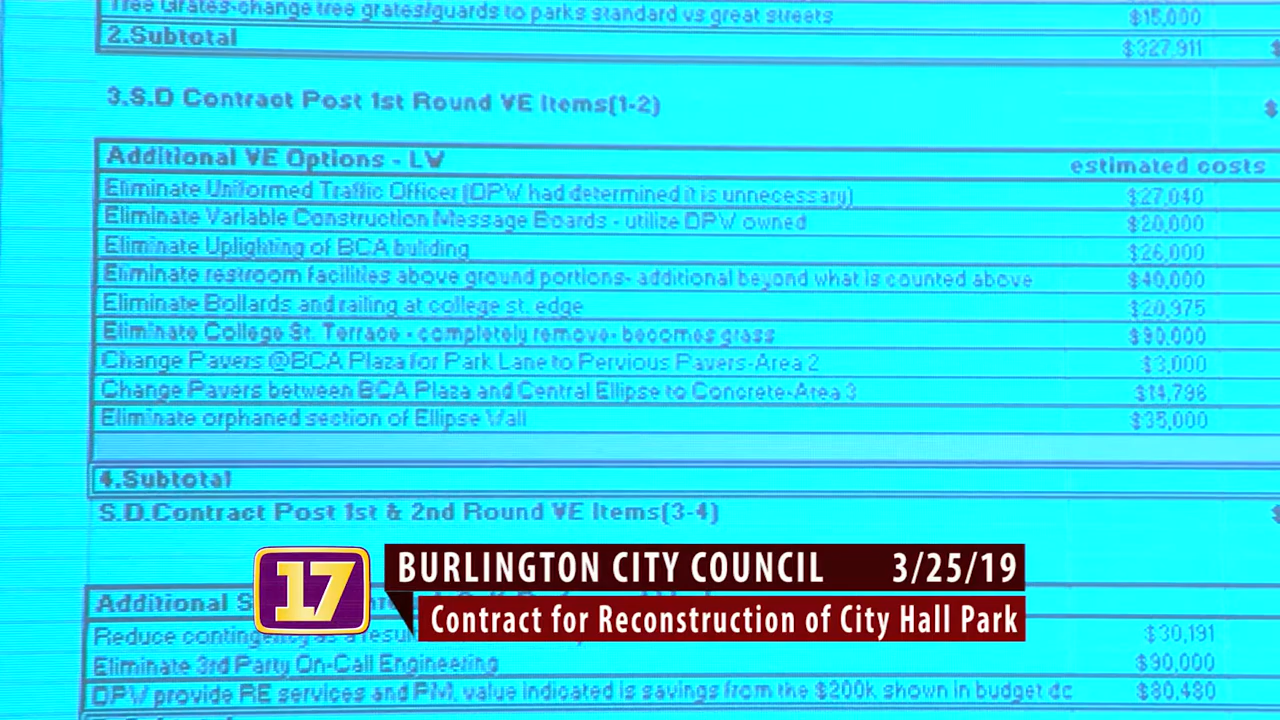 Tree Grates-change tree grates/guards to parks standard vs great streets $15,000
2.Subtotal $327,911 $
3.S.D Contract Post 1st Round VE Items(1-2) $
Additional VE Options - LW estimated costs
Eliminate Uniformed Traffic Officer (DPW had determined it is unnecessary) $27,040
Eliminate Variable Construction Message Boards - utilize DPW owned $20,000
Eliminate Uplighting of BCA building $26,000
Eliminate restroom facilities above ground portions- additional beyond what is counted above $40,000
Eliminate Bollards and railing at college st. edge $20,975
Eliminate College St. Terrace - completely remove- becomes grass
Change Pavers @BCA Plaza for Park Lane to Pervious Pavers-Area 2 $3,000
Change Pavers between BCA Plaza and Central Ellipse to Concrete-Area 3
Eliminate orphaned section of Ellipse Wall $35,000
4.Subtotal
S.D.Contract Post 1st & 2nd Round VE Items(3-4) $
17 BURLINGTON CITY COUNCIL 3/25/19
Contract for Reconstruction of City Hall Park
Additional S
Reduce contingency as a resu $30,191
Eliminate 3rd Party On-Call Engineering $90,000
DPW provide RE services and PM, value indicated is savings from the $200k shown in budget dc $80,480